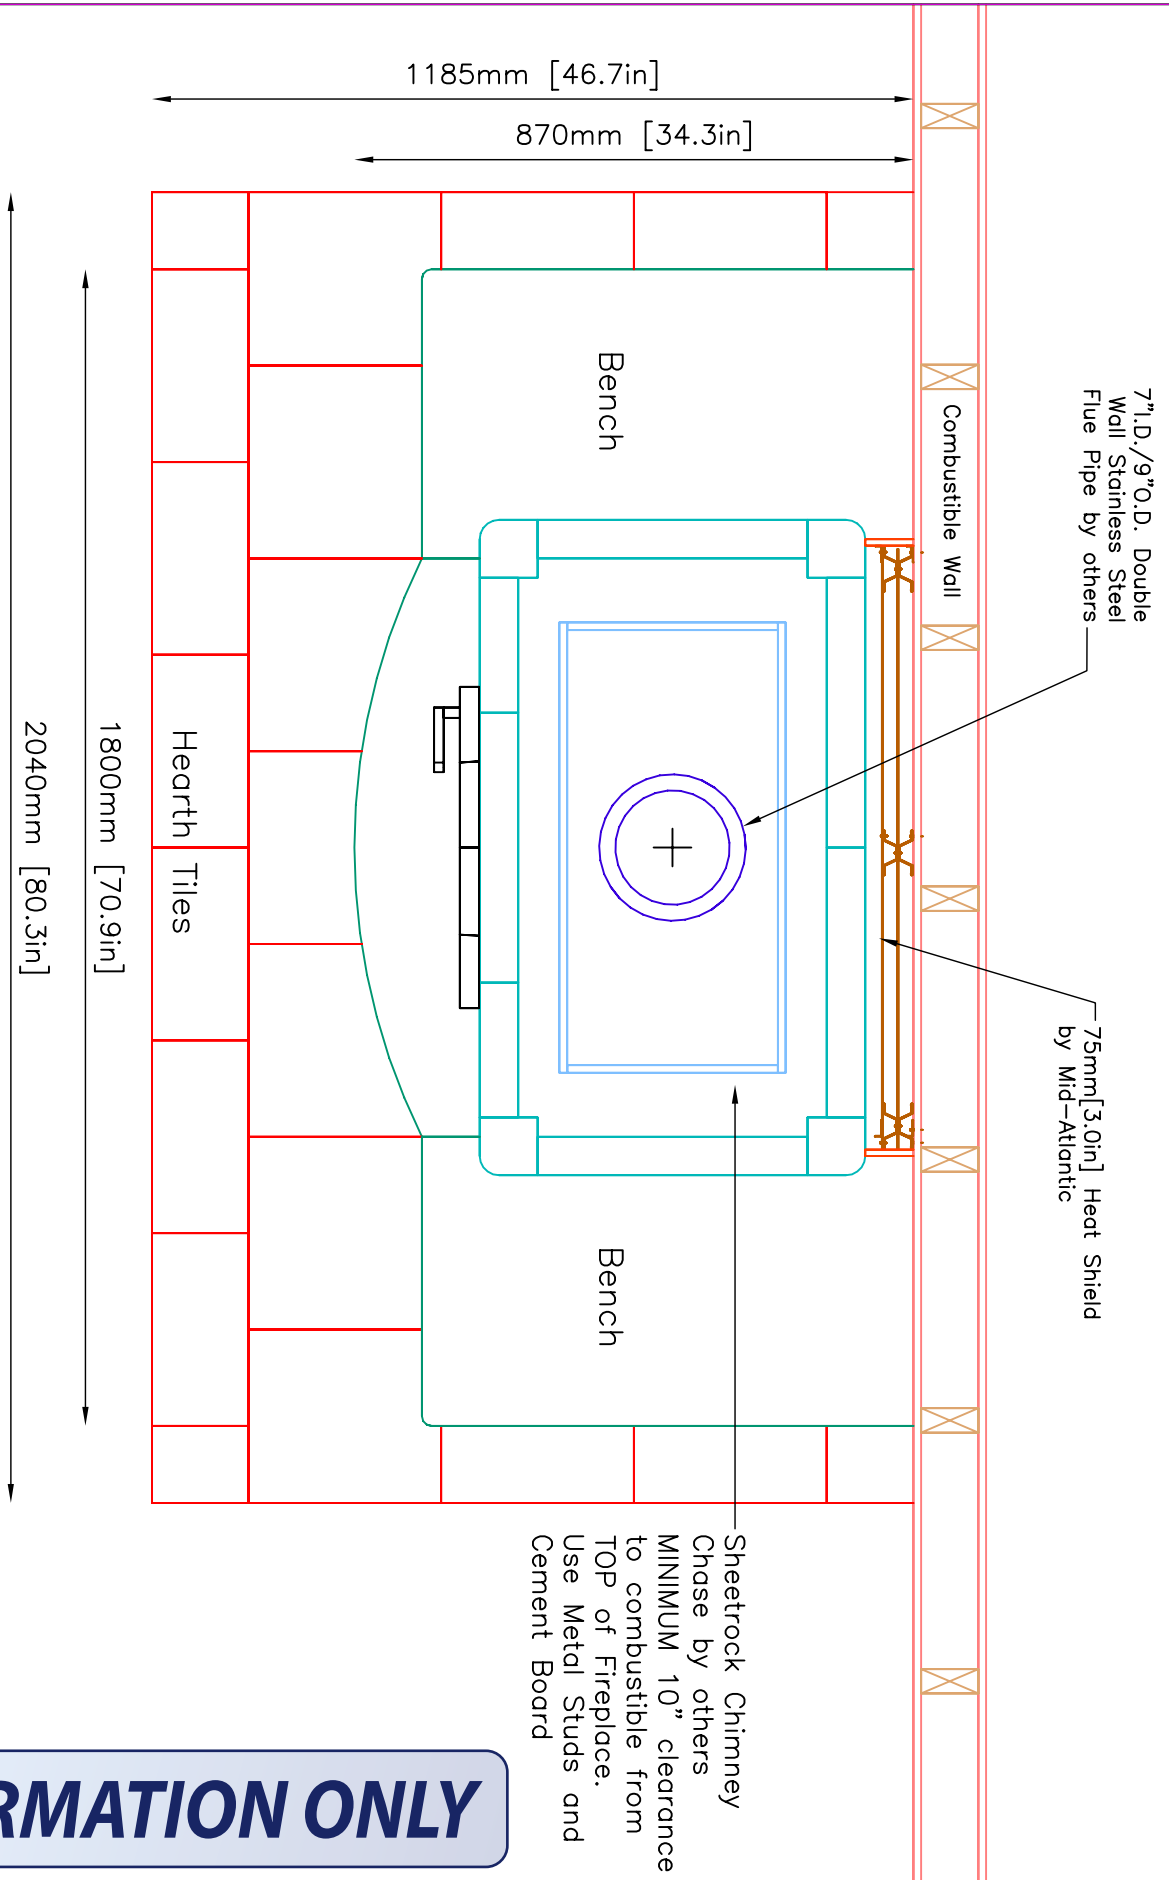 1185mm [46.7in]
870mm [34.3in]
7"I.D./9"O.D. Double
Wall Stainless Steel
Flue Pipe by others
Combustible Wall
75mm[3.0in] Heat Shield
by Mid-Atlantic
Bench
Bench
Hearth Tiles
1800mm [70.9in]
2040mm [80.3in]
Sheetrock Chimney
Chase by others
MINIMUM 10" clearance
to combustible from
TOP of Fireplace.
Use Metal Studs and
Cement Board
RMATION ONLY